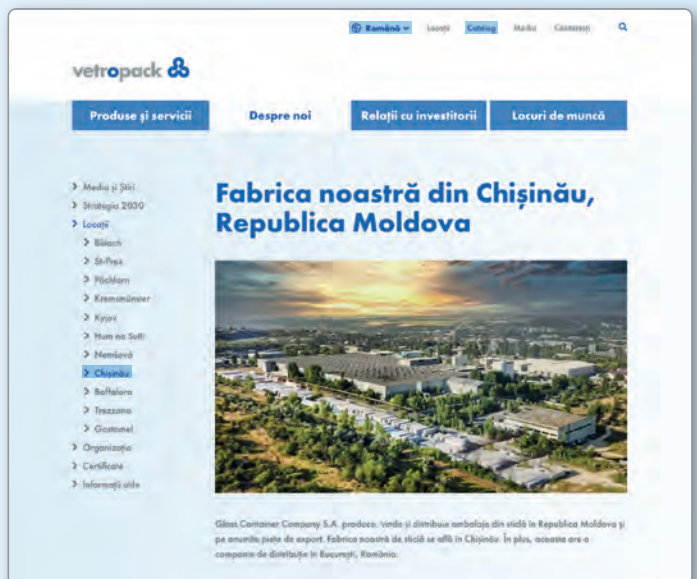 Română Locații Catalog Media Contactați
vetropack
Produse și servicii Despre noi Relații cu investitorii Locuri de muncă
Media și Știri
Strategia 2030
Locații
Bülach
St-Prex
Pöchlarn
Kremsmünster
Kyjov
Hum na Sutli
Nemšová
Chișinău
Boffalora
Trezzano
Gostomel
Organizația
Certificate
Informații utile
Fabrica noastră din Chișinău,
Republica Moldova
Glass Container Company S.A. produce, vinde și distribuie ambalaje din sticlă în Republica Moldova și
pe anumite piețe de export. Fabrica noastră de sticlă se află în Chișinău. În plus, aceasta are o
companie de distribuție în București, România.